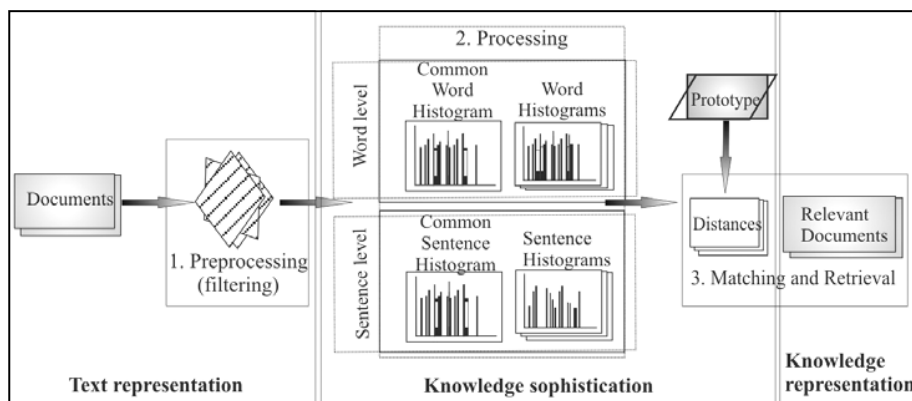 2. Processing
Word level
Common
Word
Histogram
Word
Histograms
Prototype
Documents
1. Preprocessing
(filtering)
Sentence level
Common
Sentence
Histogram
Sentence
Histograms
Distances
Relevant
Documents
3. Matching and Retrieval
Text representation
Knowledge sophistication
Knowledge
representation